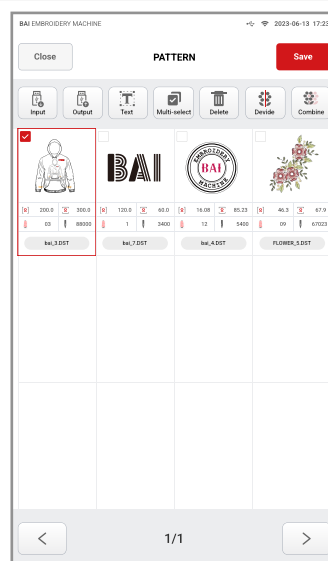 BAI EMBROIDERY MACHINE 2023-06-13 17:23
Close PATTERN Save
Input Output Text Multi-select Delete Devide Combine
BAI EMBROIDERY BAI MACHINE
200.0 300.0 120.0 60.0 16.08 85.23 46.3 67.9
03 88000 1 3400 12 5400 09 67023
bai_3.DST bai_7.DST bai_4.DST FLOWER_5.DST
1/1